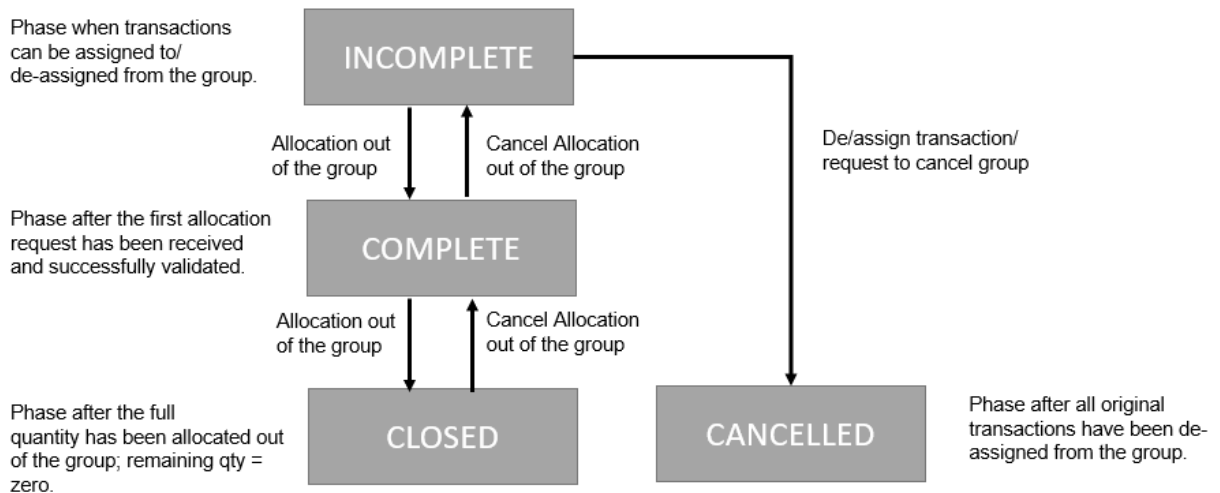 Phase when transactions
can be assigned to/
de-assigned from the group.
INCOMPLETE
Allocation out
of the group
Cancel Allocation
out of the group
De/assign transaction/
request to cancel group
Phase after the first allocation
request has been received
and successfully validated.
COMPLETE
Allocation out
of the group
Cancel Allocation
out of the group
Phase after the full
quantity has been allocated out
of the group; remaining qty =
zero.
CLOSED
CANCELLED
Phase after all original
transactions have been de-
assigned from the group.